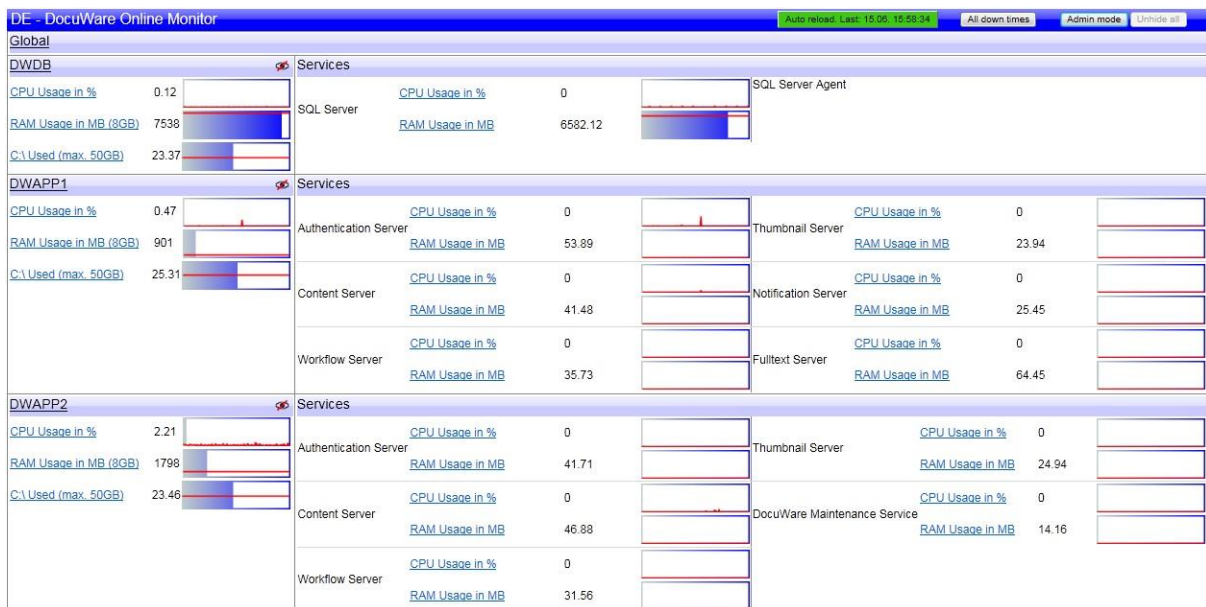 DE - DocuWare Online Monitor Auto reload. Last: 15.06. 15:58:34 All down times Admin mode Unhide all
Global
DWDB Services
CPU Usage in % 0.12
RAM Usage in MB (8GB) 7538
C:\ Used (max. 50GB) 23.37
SQL Server
CPU Usage in % 0
RAM Usage in MB 6582.12
SQL Server Agent
DWAPP1 Services
CPU Usage in % 0.47
RAM Usage in MB (8GB) 901
C:\ Used (max. 50GB) 25.31
Authentication Server
CPU Usage in % 0
RAM Usage in MB 53.89
Thumbnail Server
CPU Usage in % 0
RAM Usage in MB 23.94
Content Server
CPU Usage in % 0
RAM Usage in MB 41.48
Notification Server
CPU Usage in % 0
RAM Usage in MB 25.45
Workflow Server
CPU Usage in % 0
RAM Usage in MB 35.73
Fulltext Server
CPU Usage in % 0
RAM Usage in MB 64.45
DWAPP2 Services
CPU Usage in % 2.21
RAM Usage in MB (8GB) 1798
C:\ Used (max. 50GB) 23.46
Authentication Server
CPU Usage in % 0
RAM Usage in MB 41.71
Thumbnail Server
CPU Usage in % 0
RAM Usage in MB 24.94
Content Server
CPU Usage in % 0
RAM Usage in MB 46.88
DocuWare Maintenance Service
CPU Usage in % 0
RAM Usage in MB 14.16
Workflow Server
CPU Usage in % 0
RAM Usage in MB 31.56